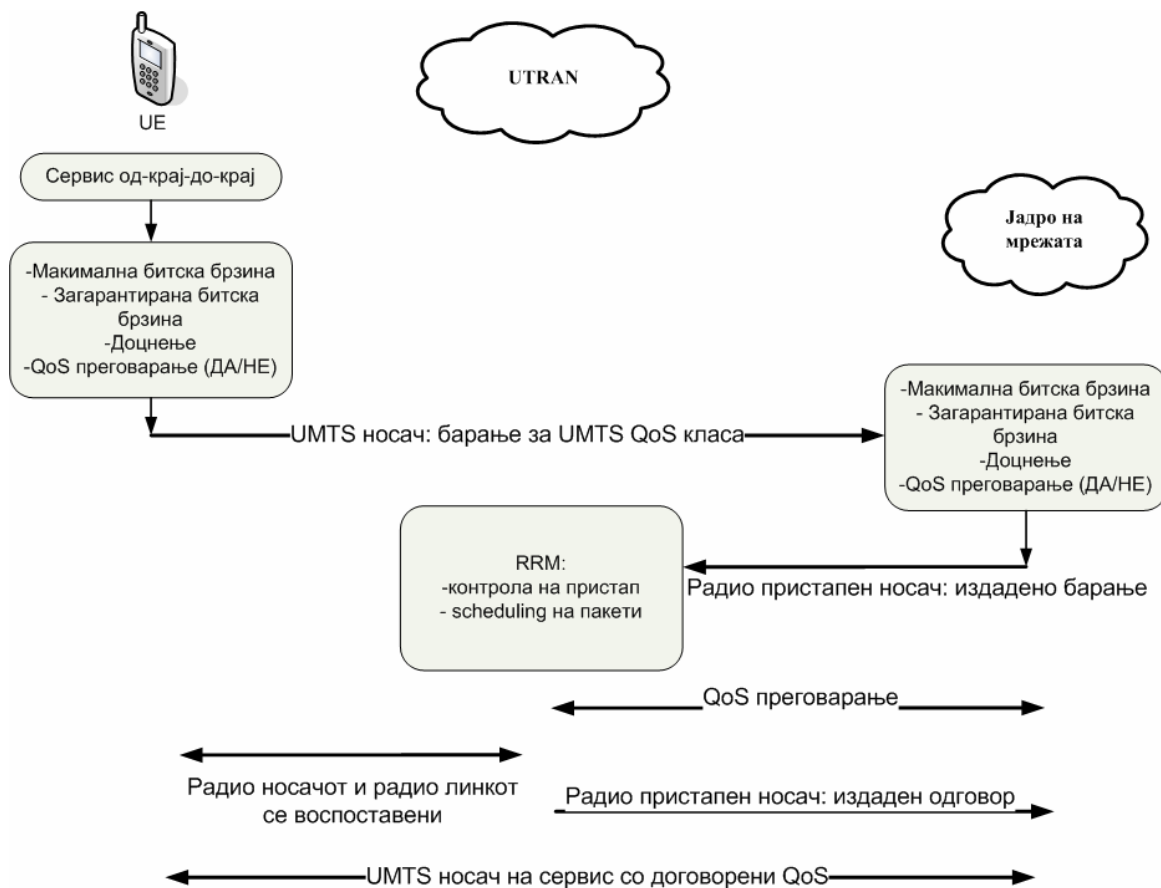 UTRAN
UE
Сервис од-крај-до-крај
Јадро на
мрежата
-Макимална битска брзина
- Загарантирана битска
брзина
-Доцнење
-QoS преговарање (ДА/НЕ)
-Макимална битска брзина
- Загарантирана битска
брзина
-Доцнење
-QoS преговарање (ДА/НЕ)
UMTS носач: барање за UMTS QoS класа
RRM:
-контрола на пристап
- scheduling на пакети
Радио пристапен носач: издадено барање
QoS преговарање
Радио носачот и радио линкот
се воспоставени
Радио пристапен носач: издаден одговор
UMTS носач на сервис со договорени QoS